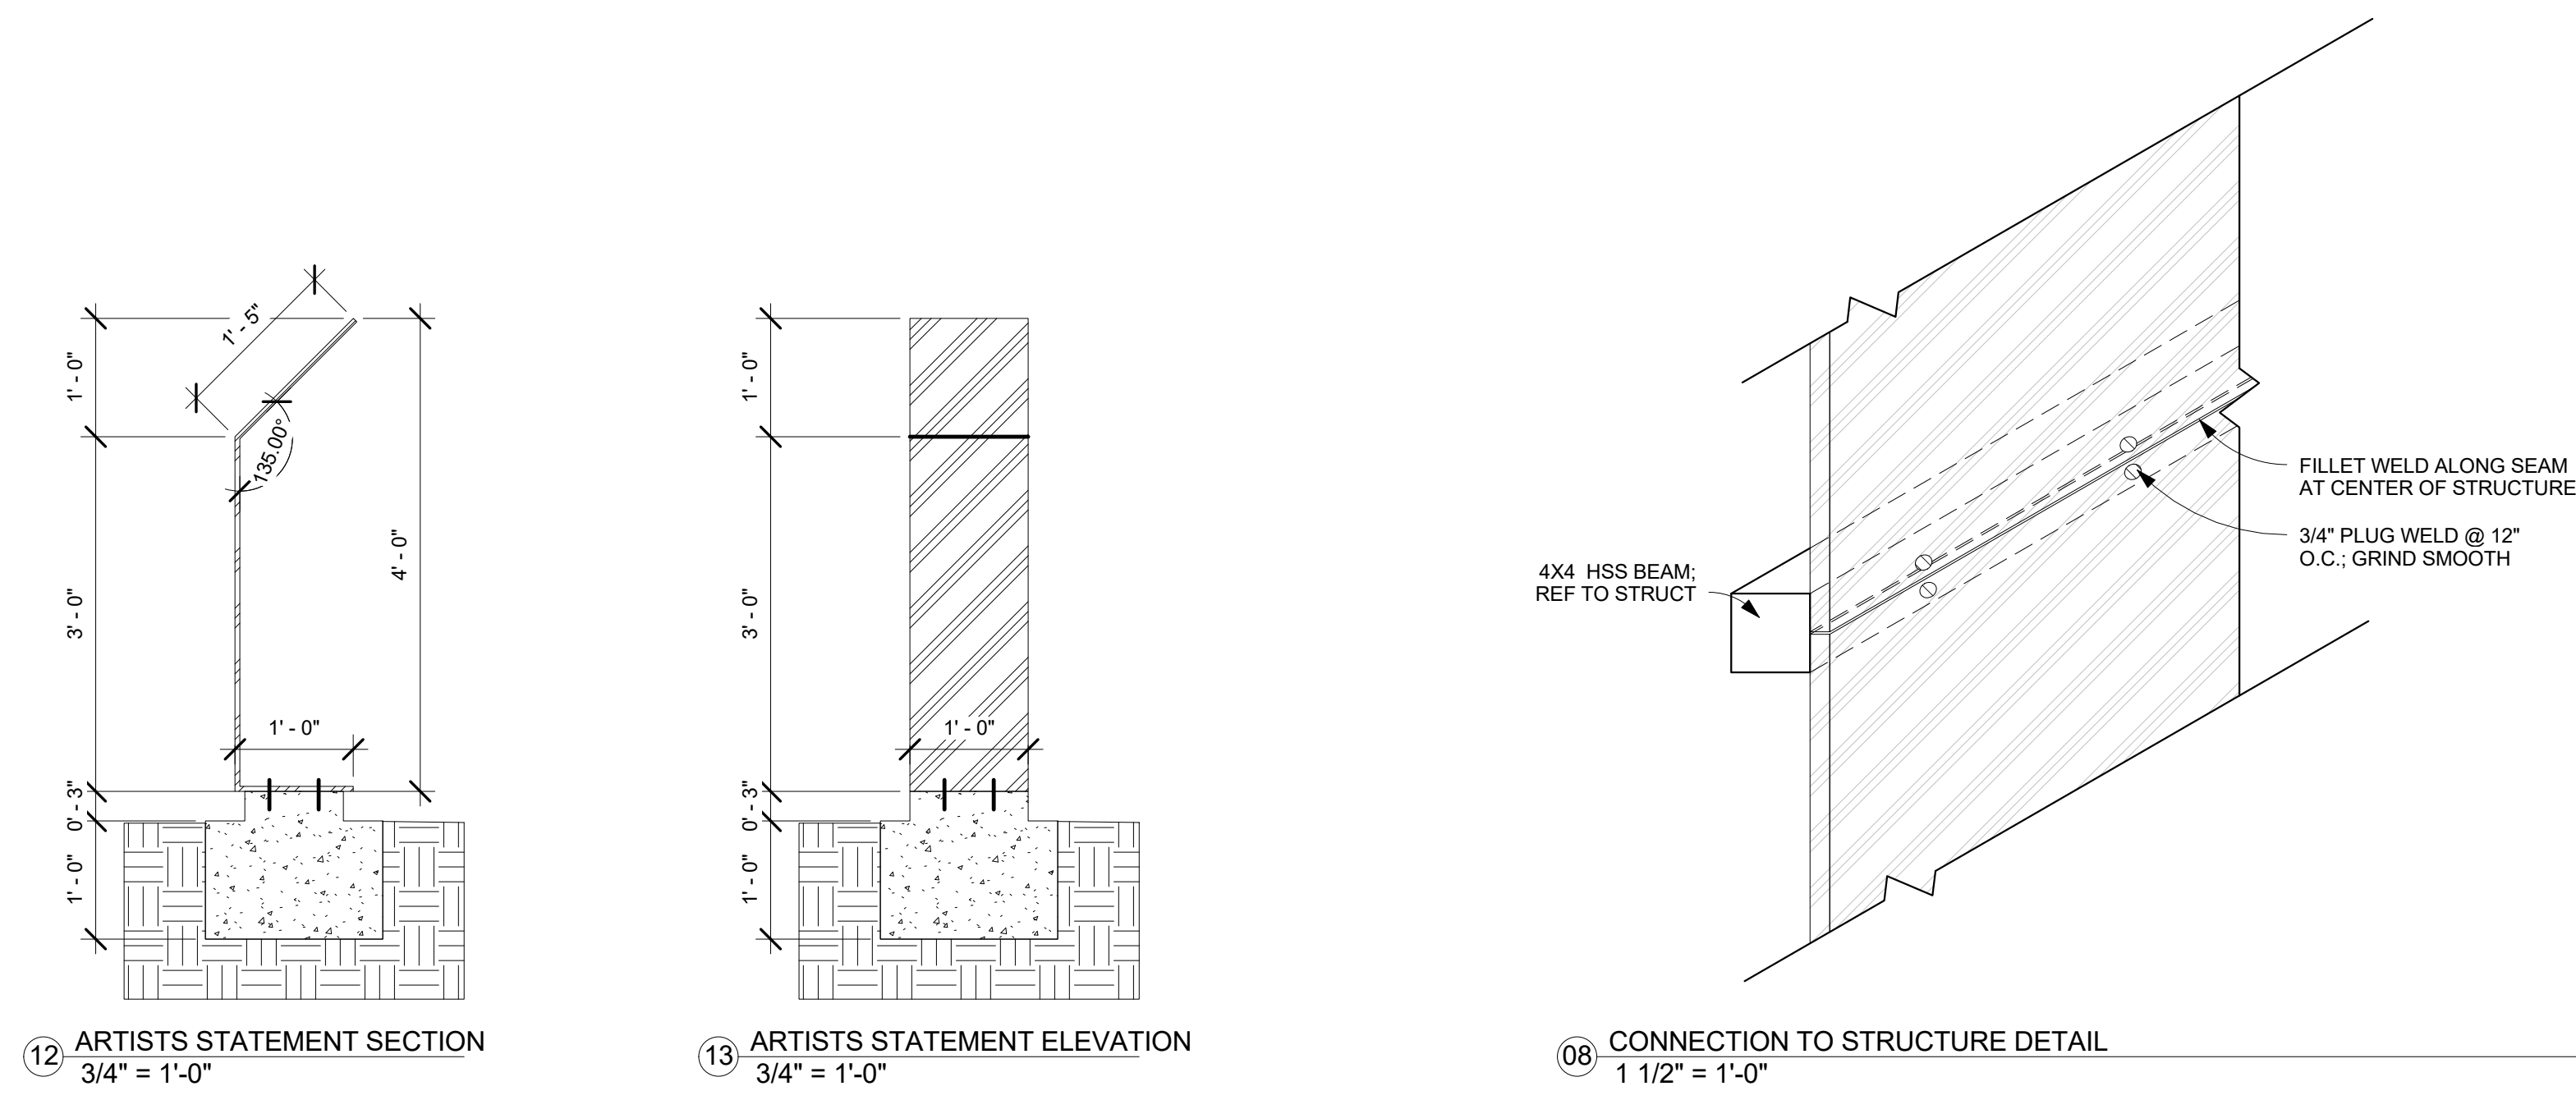 1' - 5"
1' - 0"
135.00°
3' - 0"
4' - 0"
1' - 0"
0' - 3"
1' - 0"
12
ARTISTS STATEMENT SECTION
3/4" = 1'-0"
1' - 0"
3' - 0"
1' - 0"
0' - 3"
1' - 0"
13
ARTISTS STATEMENT ELEVATION
3/4" = 1'-0"
FILLET WELD ALONG SEAM
AT CENTER OF STRUCTURE
3/4" PLUG WELD @ 12"
O.C.; GRIND SMOOTH
4X4 HSS BEAM;
REF TO STRUCT
08
CONNECTION TO STRUCTURE DETAIL
1 1/2" = 1'-0"